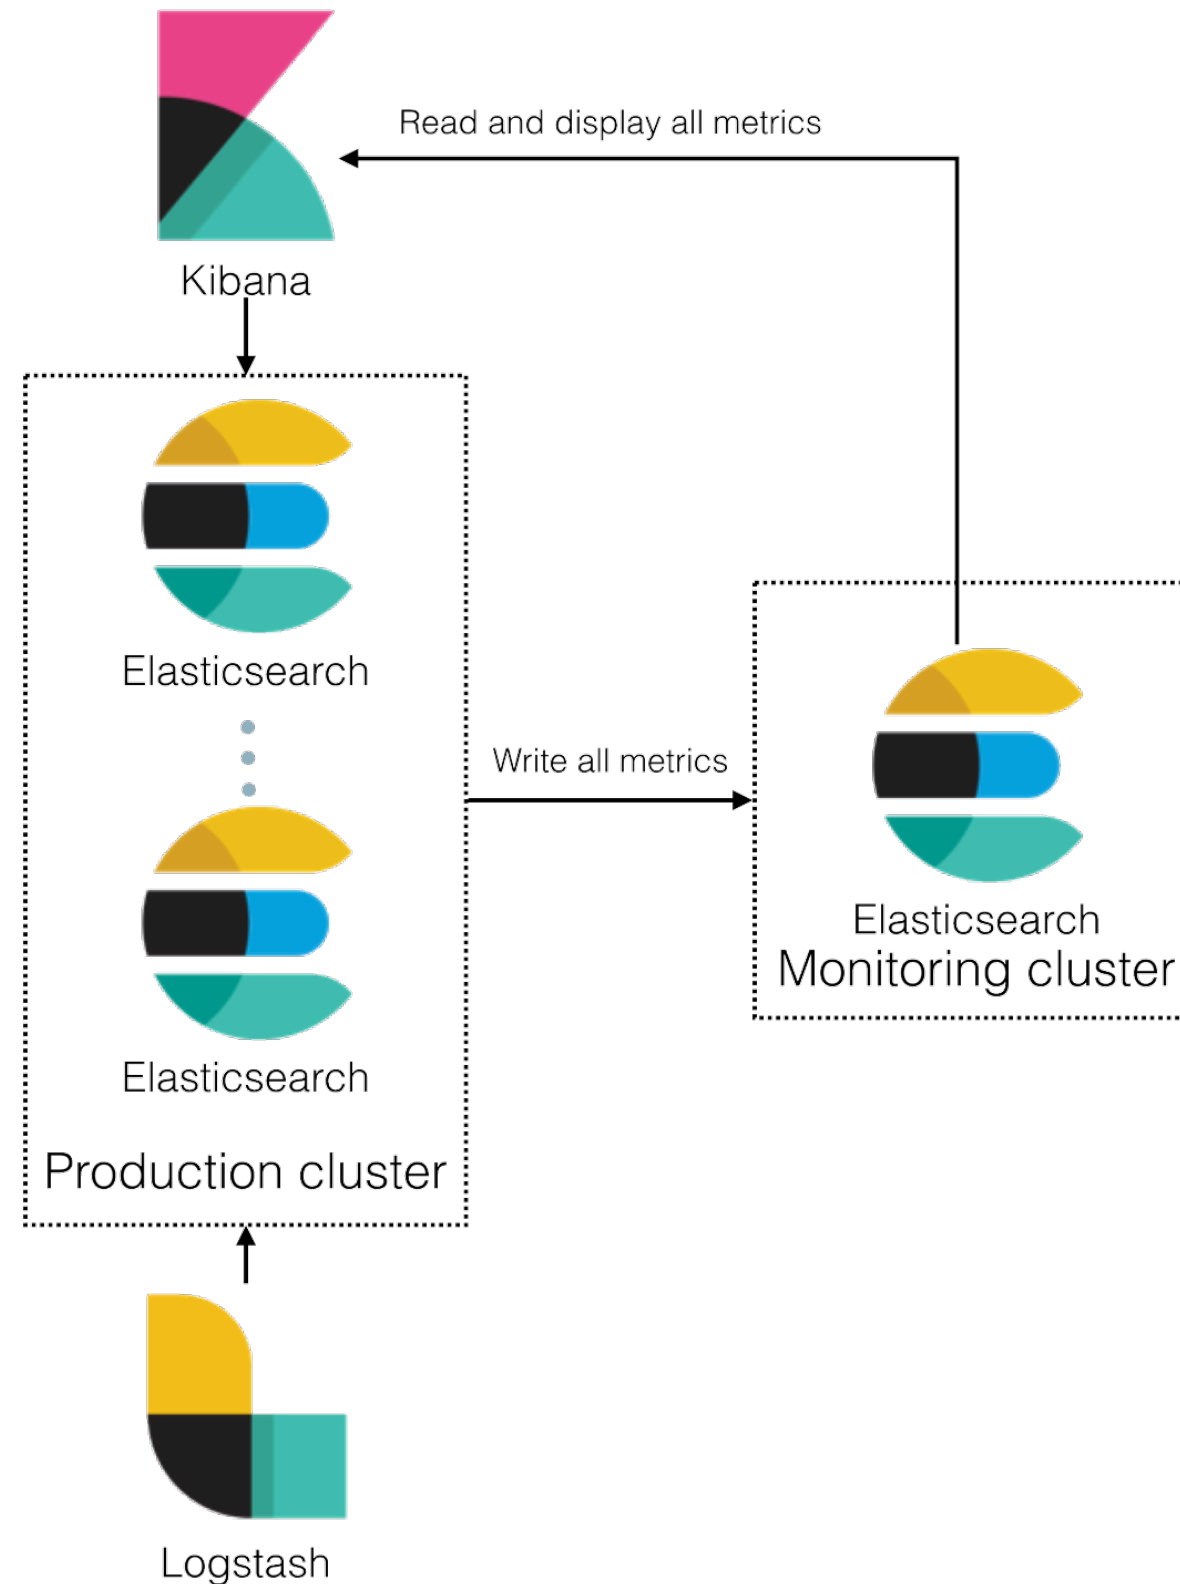 Read and display all metrics
Kibana
Elasticsearch
Write all metrics
Elasticsearch
Monitoring cluster
Elasticsearch
Production cluster
Logstash